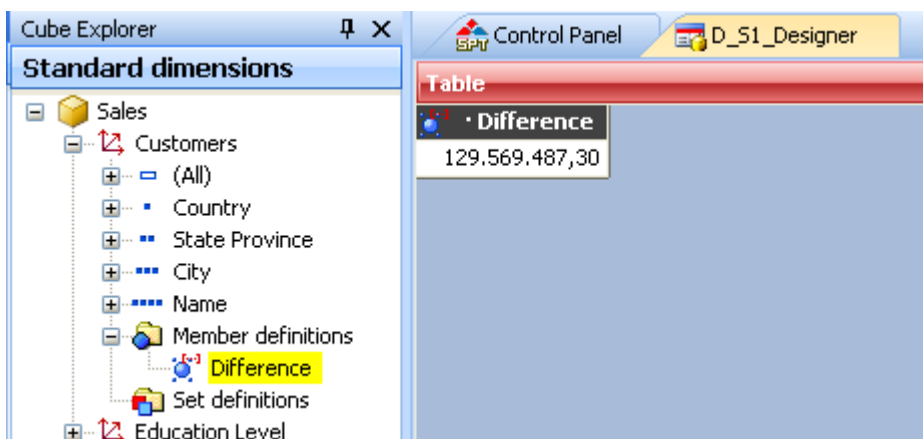 Cube Explorer
Standard dimensions
Sales
Customers
(All)
Country
State Province
City
Name
Member definitions
Difference
Set definitions
Education Level
SPT Control Panel
D_S1_Designer
Table
· Difference
129.569.487,30